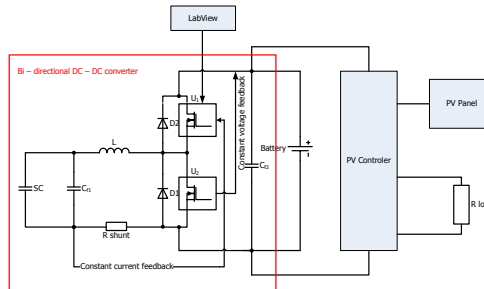 LabView
Bi – directional DC – DC converter
U1
D2
Constant voltage feedback
PV Panel
L
U2
Battery
+
PV Controler
SC
Cf1
D1
Cf2
R shunt
R lo
Constant current feedback